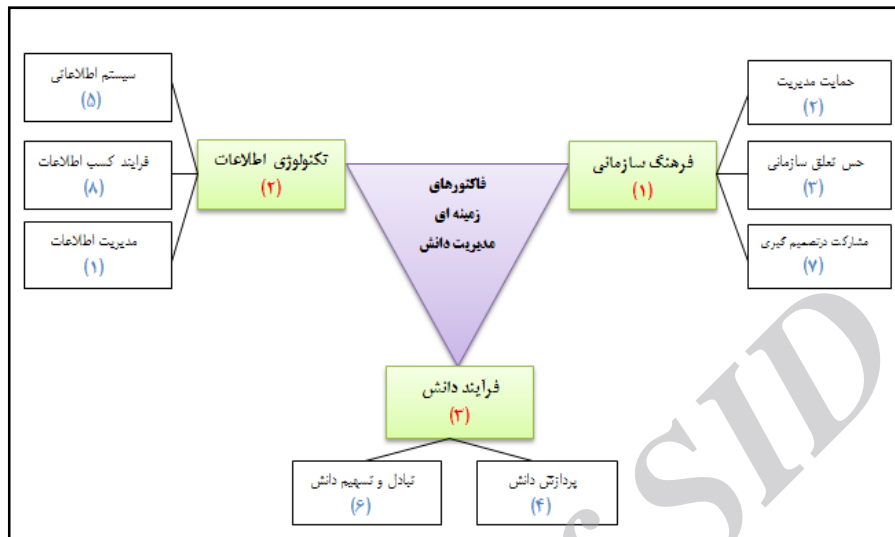 حمایت مدیریت
(۲)
حس تعلق سازمانی
(۳)
مشارکت درتصمیم گیری
(۷)
فرهنگ سازمانی
(۱)
فاکتورهای
زمینه ای
مدیریت دانش
تکنولوژی اطلاعات
(۲)
سیستم اطلاعاتی
(۵)
فرایند کسب اطلاعات
(۸)
مدیریت اطلاعات
(۱)
فرآیند دانش
(۳)
پردازش دانش
(۴)
تبادل و تسهیم دانش
(۶)
SID